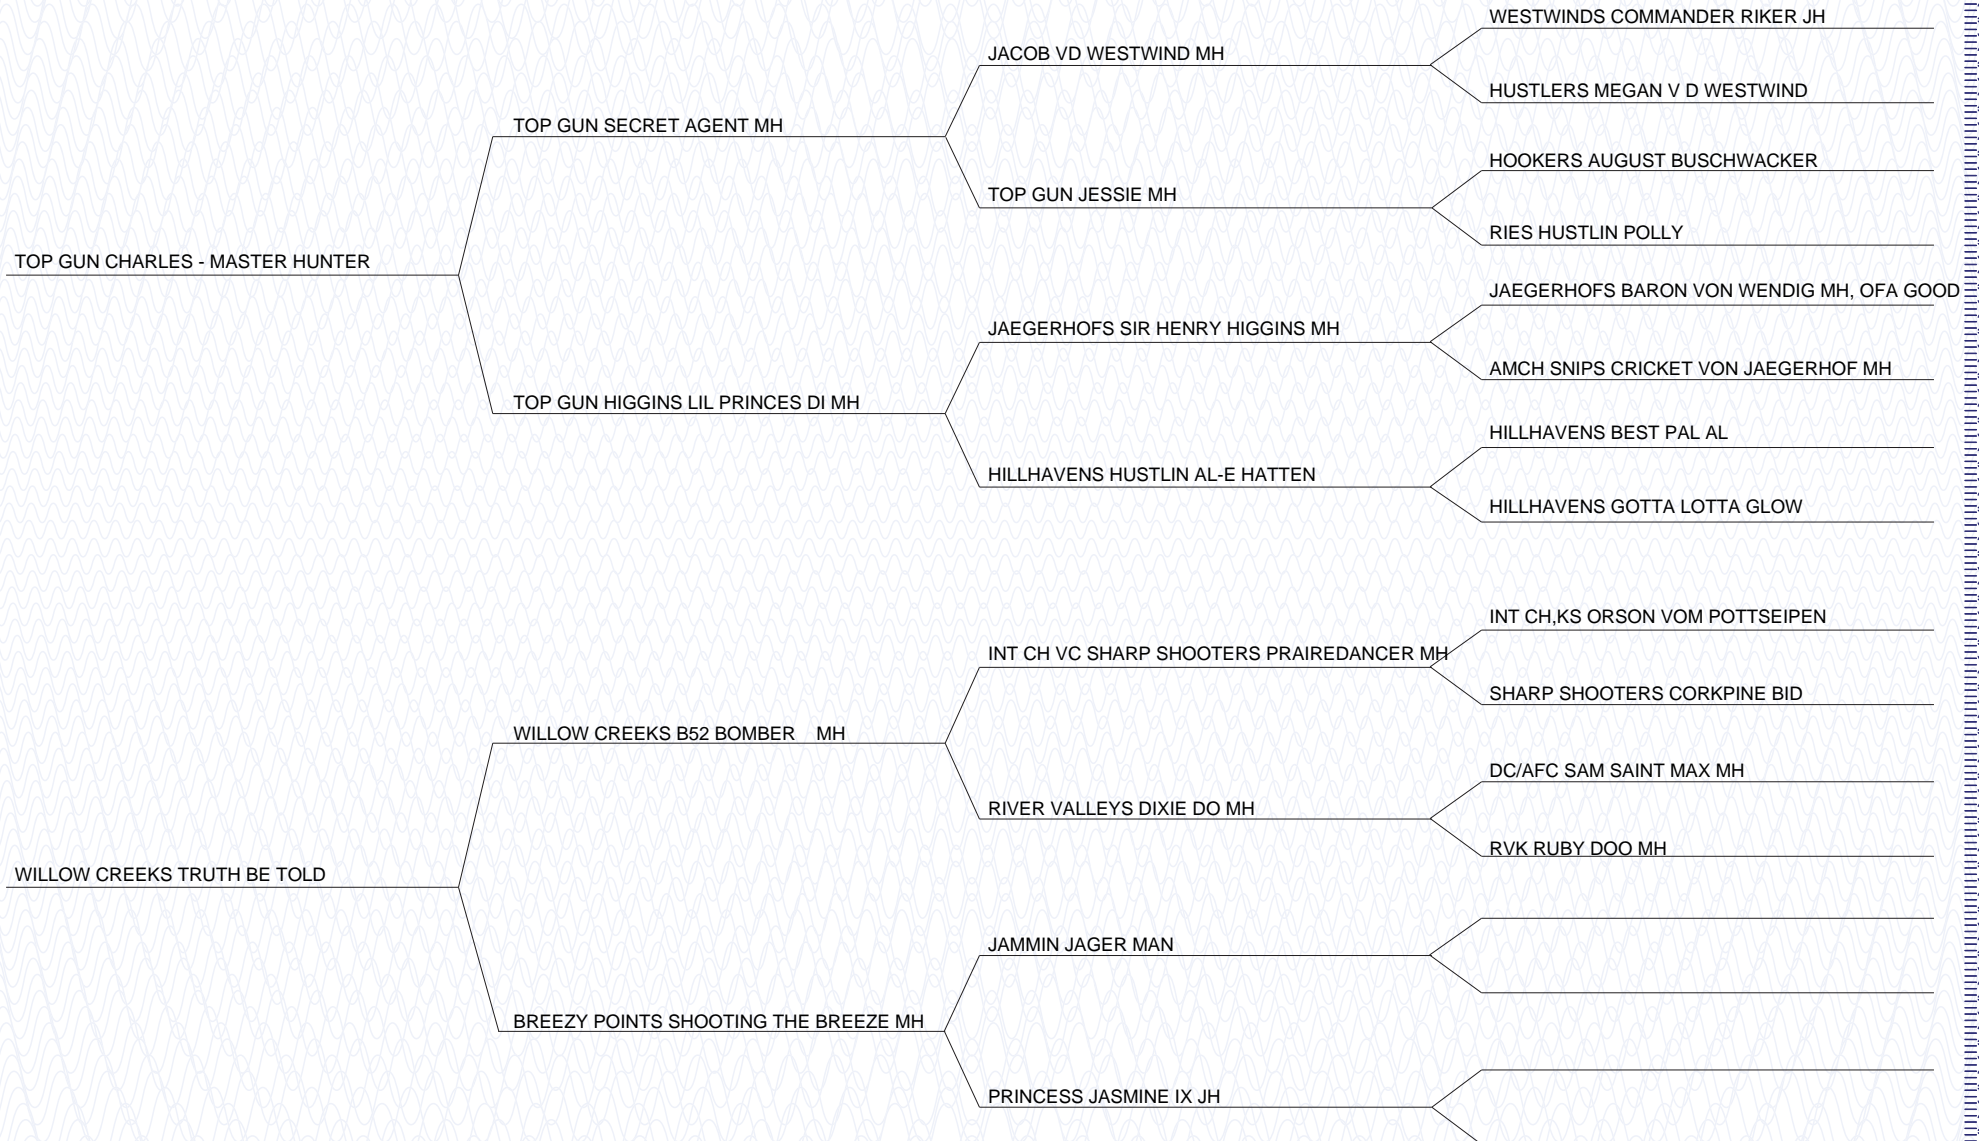 WESTWINDS COMMANDER RIKER JH
JACOB VD WESTWIND MH
HUSTLERS MEGAN V D WESTWIND
TOP GUN SECRET AGENT MH
HOOKERS AUGUST BUSCHWACKER
TOP GUN JESSIE MH
RIES HUSTLIN POLLY
TOP GUN CHARLES - MASTER HUNTER
JAEGERHOFS BARON VON WENDIG MH, OFA GOOD
JAEGERHOFS SIR HENRY HIGGINS MH
AMCH SNIPS CRICKET VON JAEGERHOF MH
TOP GUN HIGGINS LIL PRINCES DI MH
HILLHAVENS BEST PAL AL
HILLHAVENS HUSTLIN AL-E HATTEN
HILLHAVENS GOTTA LOTTA GLOW
INT CH,KS ORSON VOM POTTSEIPEN
INT CH VC SHARP SHOOTERS PRAIREDANCER MH
SHARP SHOOTERS CORKPINE BID
WILLOW CREEKS B52 BOMBER    MH
DC/AFC SAM SAINT MAX MH
RIVER VALLEYS DIXIE DO MH
RVK RUBY DOO MH
WILLOW CREEKS TRUTH BE TOLD
JAMMIN JAGER MAN
BREEZY POINTS SHOOTING THE BREEZE MH
PRINCESS JASMINE IX JH